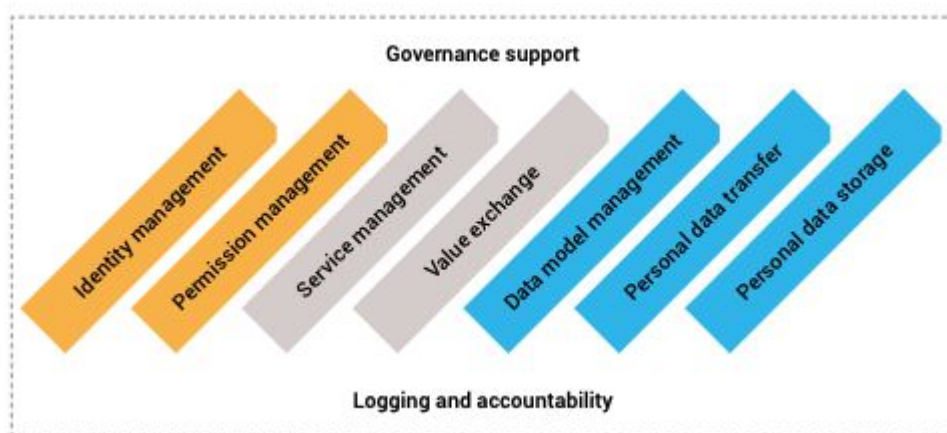 Governance support
Identity management
Permission management
Service management
Value exchange
Data model management
Personal data transfer
Personal data storage
Logging and accountability